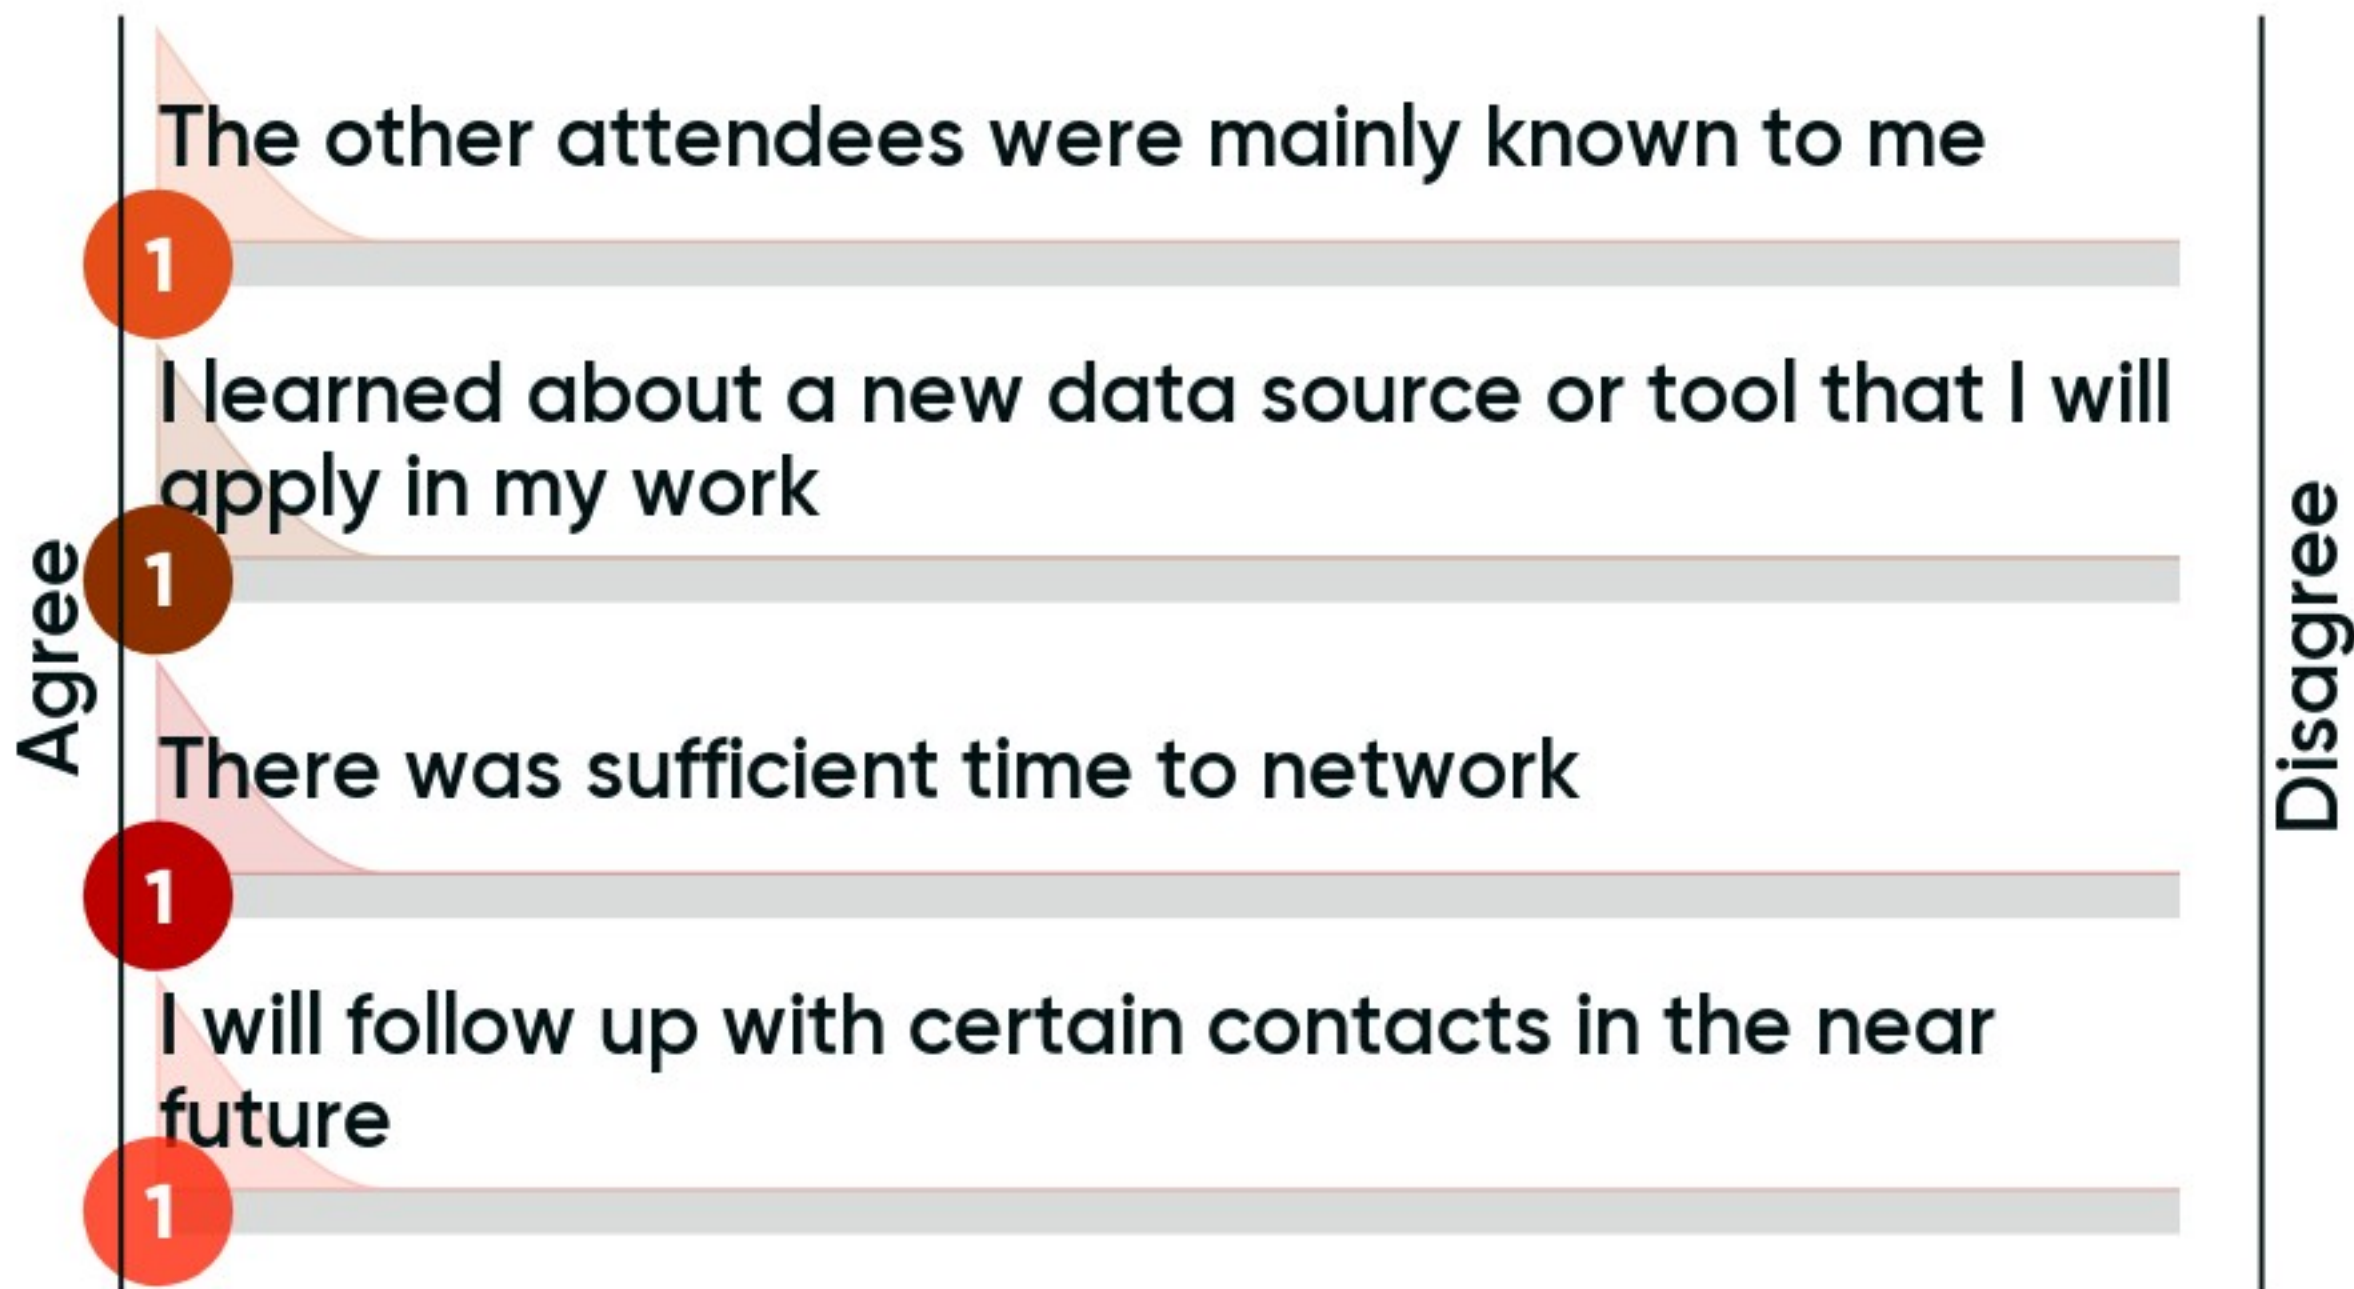 The other attendees were mainly known to me
1
I learned about a new data source or tool that I will
apply in my work
1
There was sufficient time to network
1
I will follow up with certain contacts in the near
future
1
Agree
Disagree